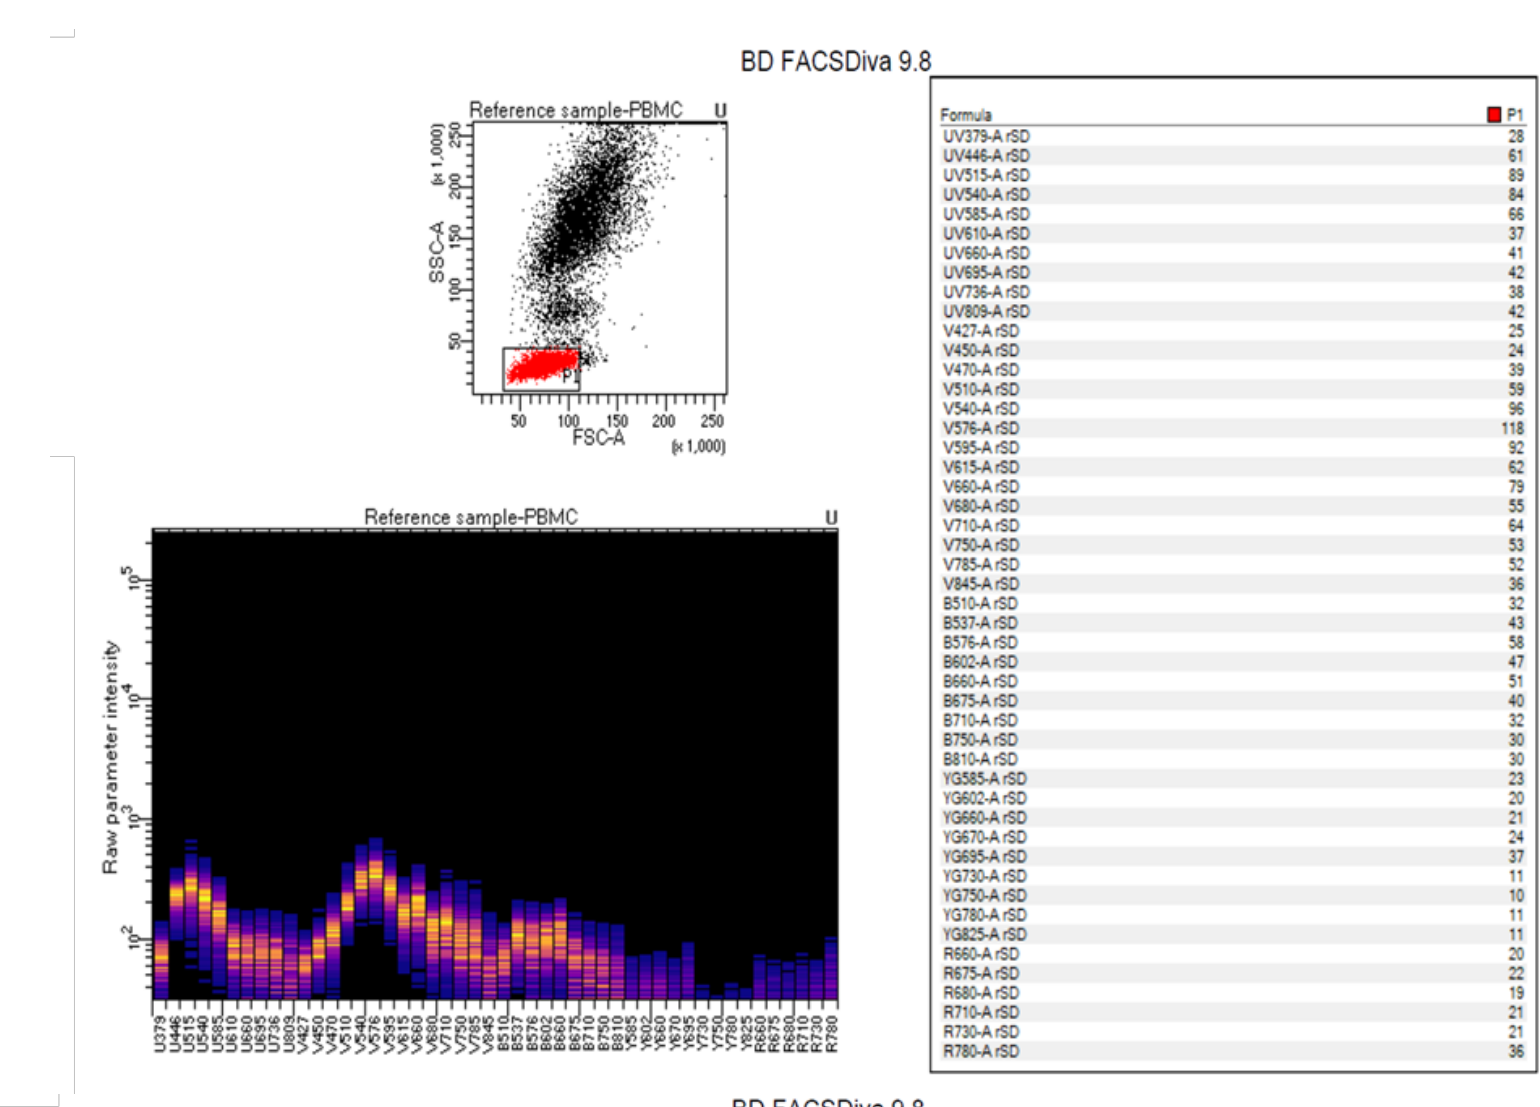 BD FACSDiva 9.8
Reference sample-PBMC U
SSC-A
(x 1,000)
250
200
150
100
50
P1
50 100 150 200 250
FSC-A
(x 1,000)
Reference sample-PBMC U
Raw parameter intensity
10^5
10^4
10^3
10^2
U379 U446 U515 U540 U585 U610 U660 U695 U736 U809 V427 V450 V470 V510 V540 V576 V595 V615 V660 V680 V710 V750 V785 V845 B510 B537 B576 B602 B660 B675 B710 B750 B810 Y585 Y602 Y660 Y670 Y695 Y730 Y750 Y780 Y825 R660 R675 R680 R710 R730 R780
Formula P1
UV379-A rSD 28
UV446-A rSD 61
UV515-A rSD 89
UV540-A rSD 84
UV585-A rSD 66
UV610-A rSD 37
UV660-A rSD 41
UV695-A rSD 42
UV736-A rSD 38
UV809-A rSD 42
V427-A rSD 25
V450-A rSD 24
V470-A rSD 39
V510-A rSD 59
V540-A rSD 96
V576-A rSD 118
V595-A rSD 92
V615-A rSD 62
V660-A rSD 79
V680-A rSD 55
V710-A rSD 64
V750-A rSD 53
V785-A rSD 52
V845-A rSD 36
B510-A rSD 32
B537-A rSD 43
B576-A rSD 58
B602-A rSD 47
B660-A rSD 51
B675-A rSD 40
B710-A rSD 32
B750-A rSD 30
B810-A rSD 30
YG585-A rSD 23
YG602-A rSD 20
YG660-A rSD 21
YG670-A rSD 24
YG695-A rSD 37
YG730-A rSD 11
YG750-A rSD 10
YG780-A rSD 11
YG825-A rSD 11
R660-A rSD 20
R675-A rSD 22
R680-A rSD 19
R710-A rSD 21
R730-A rSD 21
R780-A rSD 36
BD FACSDiva 9.8